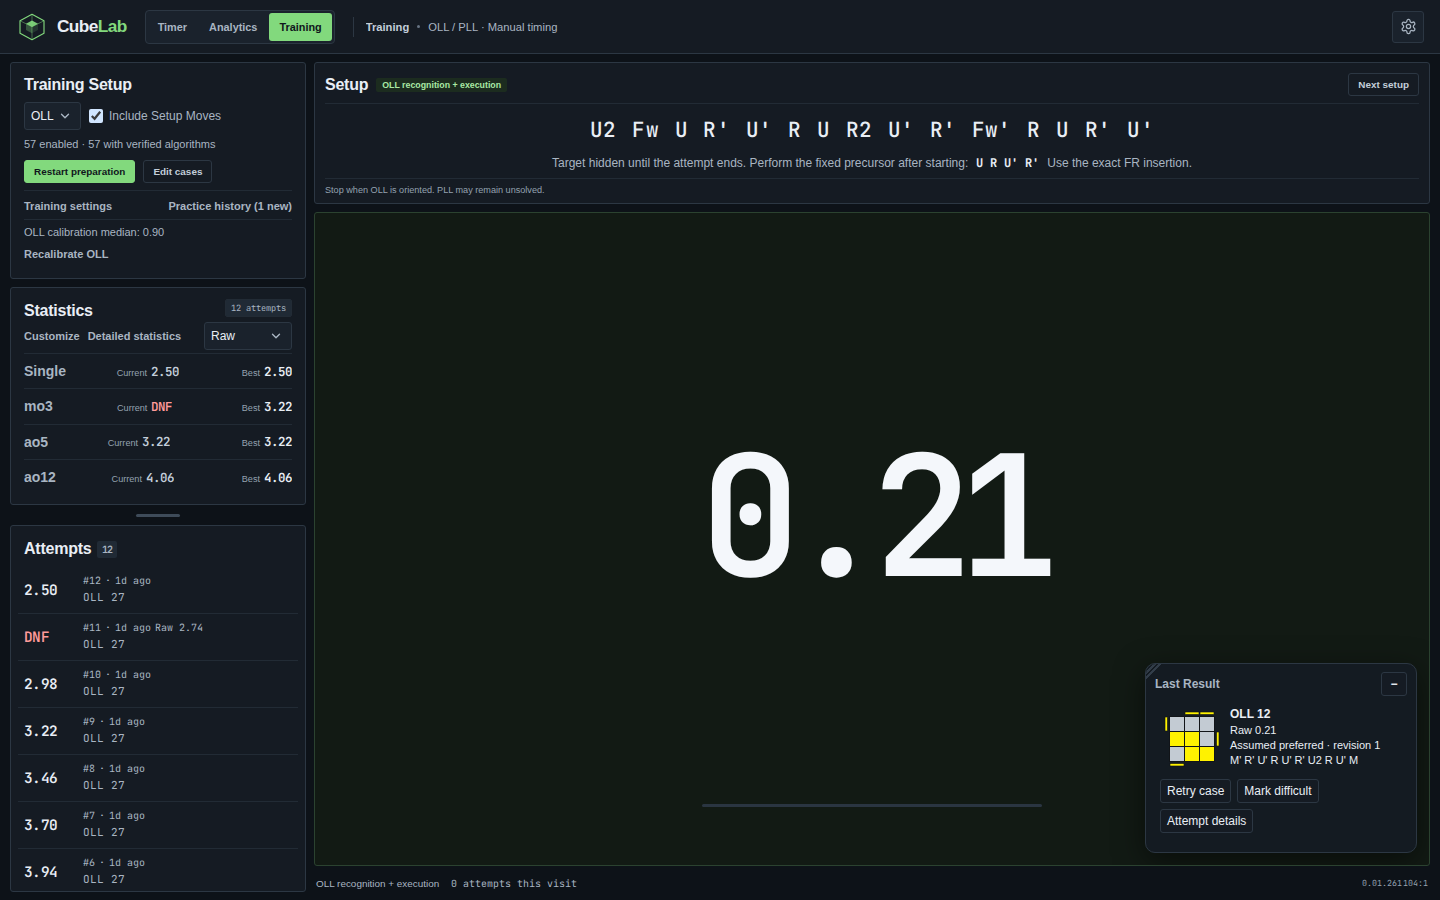 CubeLab
Timer Analytics Training
Training • OLL / PLL · Manual timing
Training Setup
OLL Include Setup Moves
57 enabled · 57 with verified algorithms
Restart preparation Edit cases
Training settings Practice history (1 new)
OLL calibration median: 0.90
Recalibrate OLL
Statistics 12 attempts
Customize Detailed statistics Raw
Single Current 2.50 Best 2.50
mo3 Current DNF Best 3.22
ao5 Current 3.22 Best 3.22
ao12 Current 4.06 Best 4.06
Attempts 12
2.50 #12 · 1d ago
OLL 27
DNF #11 · 1d ago Raw 2.74
OLL 27
2.98 #10 · 1d ago
OLL 27
3.22 #9 · 1d ago
OLL 27
3.46 #8 · 1d ago
OLL 27
3.70 #7 · 1d ago
OLL 27
3.94 #6 · 1d ago
OLL 27
Setup OLL recognition + execution Next setup
U2 Fw U R' U' R U R2 U' R' Fw' R U R' U'
Target hidden until the attempt ends. Perform the fixed precursor after starting: U R U' R' Use the exact FR insertion.
Stop when OLL is oriented. PLL may remain unsolved.
0.21
Last Result −
OLL 12
Raw 0.21
Assumed preferred · revision 1
M' R' U' R U' R' U2 R U' M
Retry case Mark difficult
Attempt details
OLL recognition + execution 0 attempts this visit
0.01.261104:1